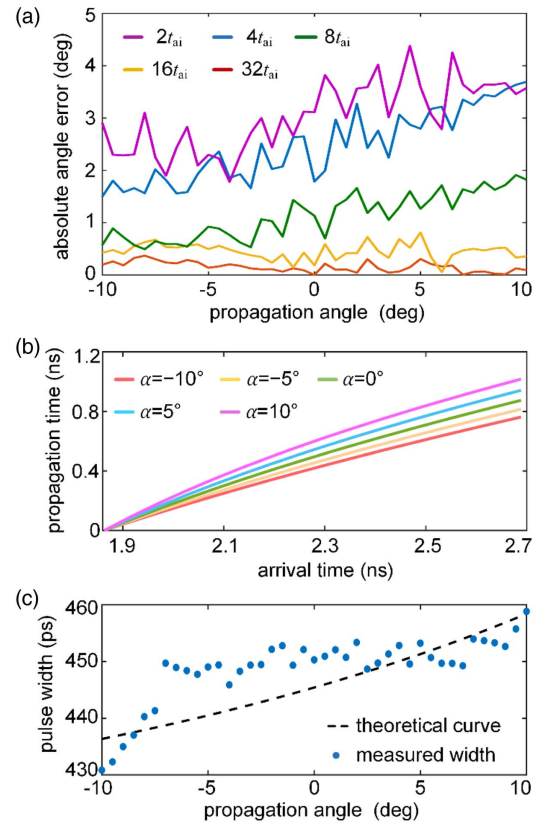 (a)
absolute angle error (deg)
5
4
3
2
1
0
2tai 4tai 8tai
16tai 32tai
-10 -5 0 5 10
propagation angle (deg)
(b)
propagation time (ns)
1.2
0.8
0.4
0
α=−10° α=−5° α=0°
α=5° α=10°
1.9 2.1 2.3 2.5 2.7
arrival time (ns)
(c)
pulse width (ps)
460
450
440
430
theoretical curve
measured width
-10 -5 0 5 10
propagation angle (deg)